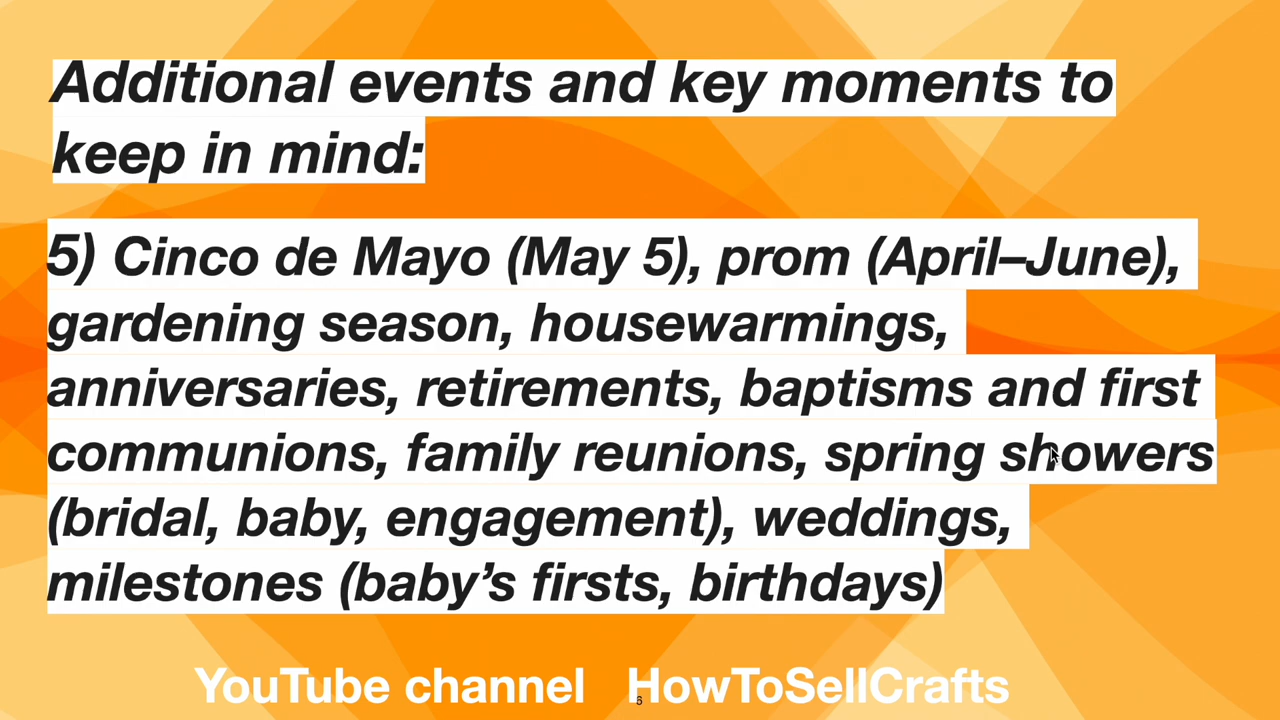 Additional events and key moments to
keep in mind:
5) Cinco de Mayo (May 5), prom (April–June),
gardening season, housewarmings,
anniversaries, retirements, baptisms and first
communions, family reunions, spring showers
(bridal, baby, engagement), weddings,
milestones (baby’s firsts, birthdays)
YouTube channel HowToSellCrafts
6